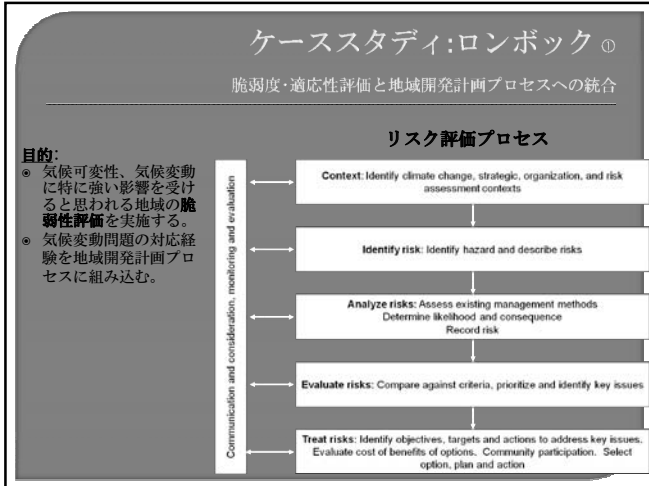 ケーススタディ:ロンボック ①
脆弱度･適応性評価と地域開発計画プロセスへの統合
目的:
気候可変性、気候変動
に特に強い影響を受け
ると思われる地域の脆
弱性評価を実施する。
気候変動問題の対応経
験を地域開発計画プロ
セスに組み込む。
リスク評価プロセス
Communication and consideration, monitoring and evaluation
Context: Identify climate change, strategic, organization, and risk
assessment contexts
Identify risk: Identify hazard and describe risks
Analyze risks: Assess existing management methods
Determine likelihood and consequence
Record risk
Evaluate risks: Compare against criteria, prioritize and identify key issues
Treat risks: Identify objectives, targets and actions to address key issues.
Evaluate cost of benefits of options. Community participation. Select
option, plan and action